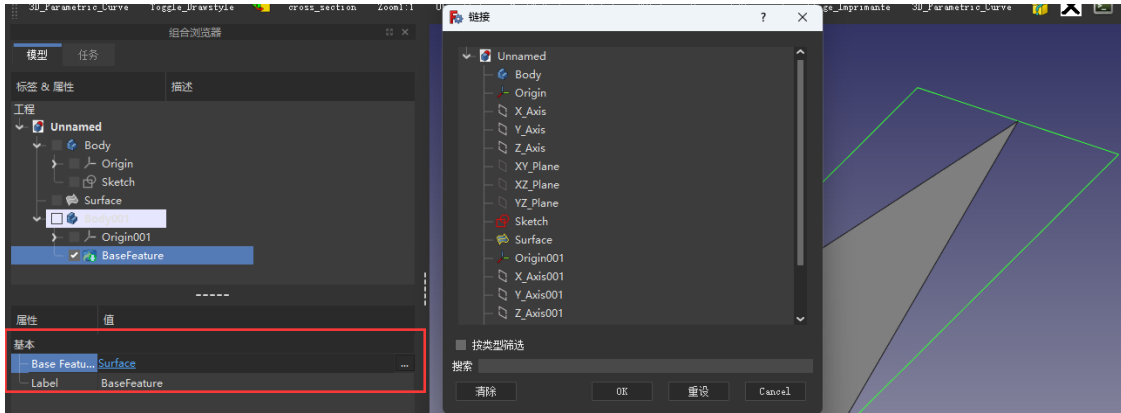 3D_Parametric_Curve Toggle_Drawstyle cross_section Zoom1:1
ge_Imprimante 3D_Parametric_Curve
组合浏览器
模型 任务
标签 & 属性 描述
工程
Unnamed
Body
Origin
Sketch
Surface
Body001
Origin001
BaseFeature
属性 值
基本
Base Featu... Surface ...
Label BaseFeature
链接 ? ×
Unnamed
Body
Origin
X_Axis
Y_Axis
Z_Axis
XY_Plane
XZ_Plane
YZ_Plane
Sketch
Surface
Origin001
X_Axis001
Y_Axis001
Z_Axis001
按类型筛选
搜索
清除 OK 重设 Cancel